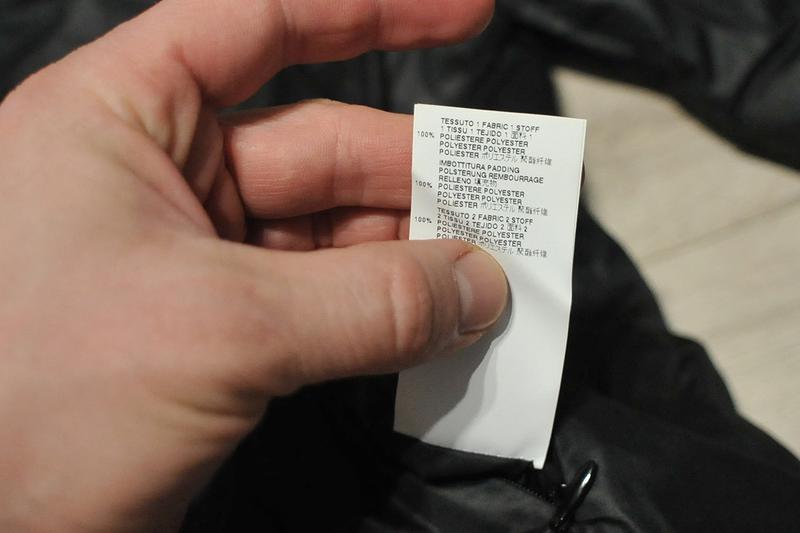 TESSUTO 1 FABRIC 1 STOFF
1 TISSU 1 TEJIDO 1 面料 1
100% POLIESTERE POLYESTER
POLYESTER POLYESTER
POLIESTER ポリエステル 聚酯纤维
IMBOTTITURA PADDING
POLSTERUNG REMBOURRAGE
RELLENO 填充物
100% POLIESTERE POLYESTER
POLYESTER POLYESTER
POLIESTER ポリエステル 聚酯纤维
TESSUTO 2 FABRIC 2 STOFF
100% 2 TISSU 2 TEJIDO 2 面料 2
POLIESTERE POLYESTER
POLYESTER POLYESTER
POLIESTER ポリエステル 聚酯纤维